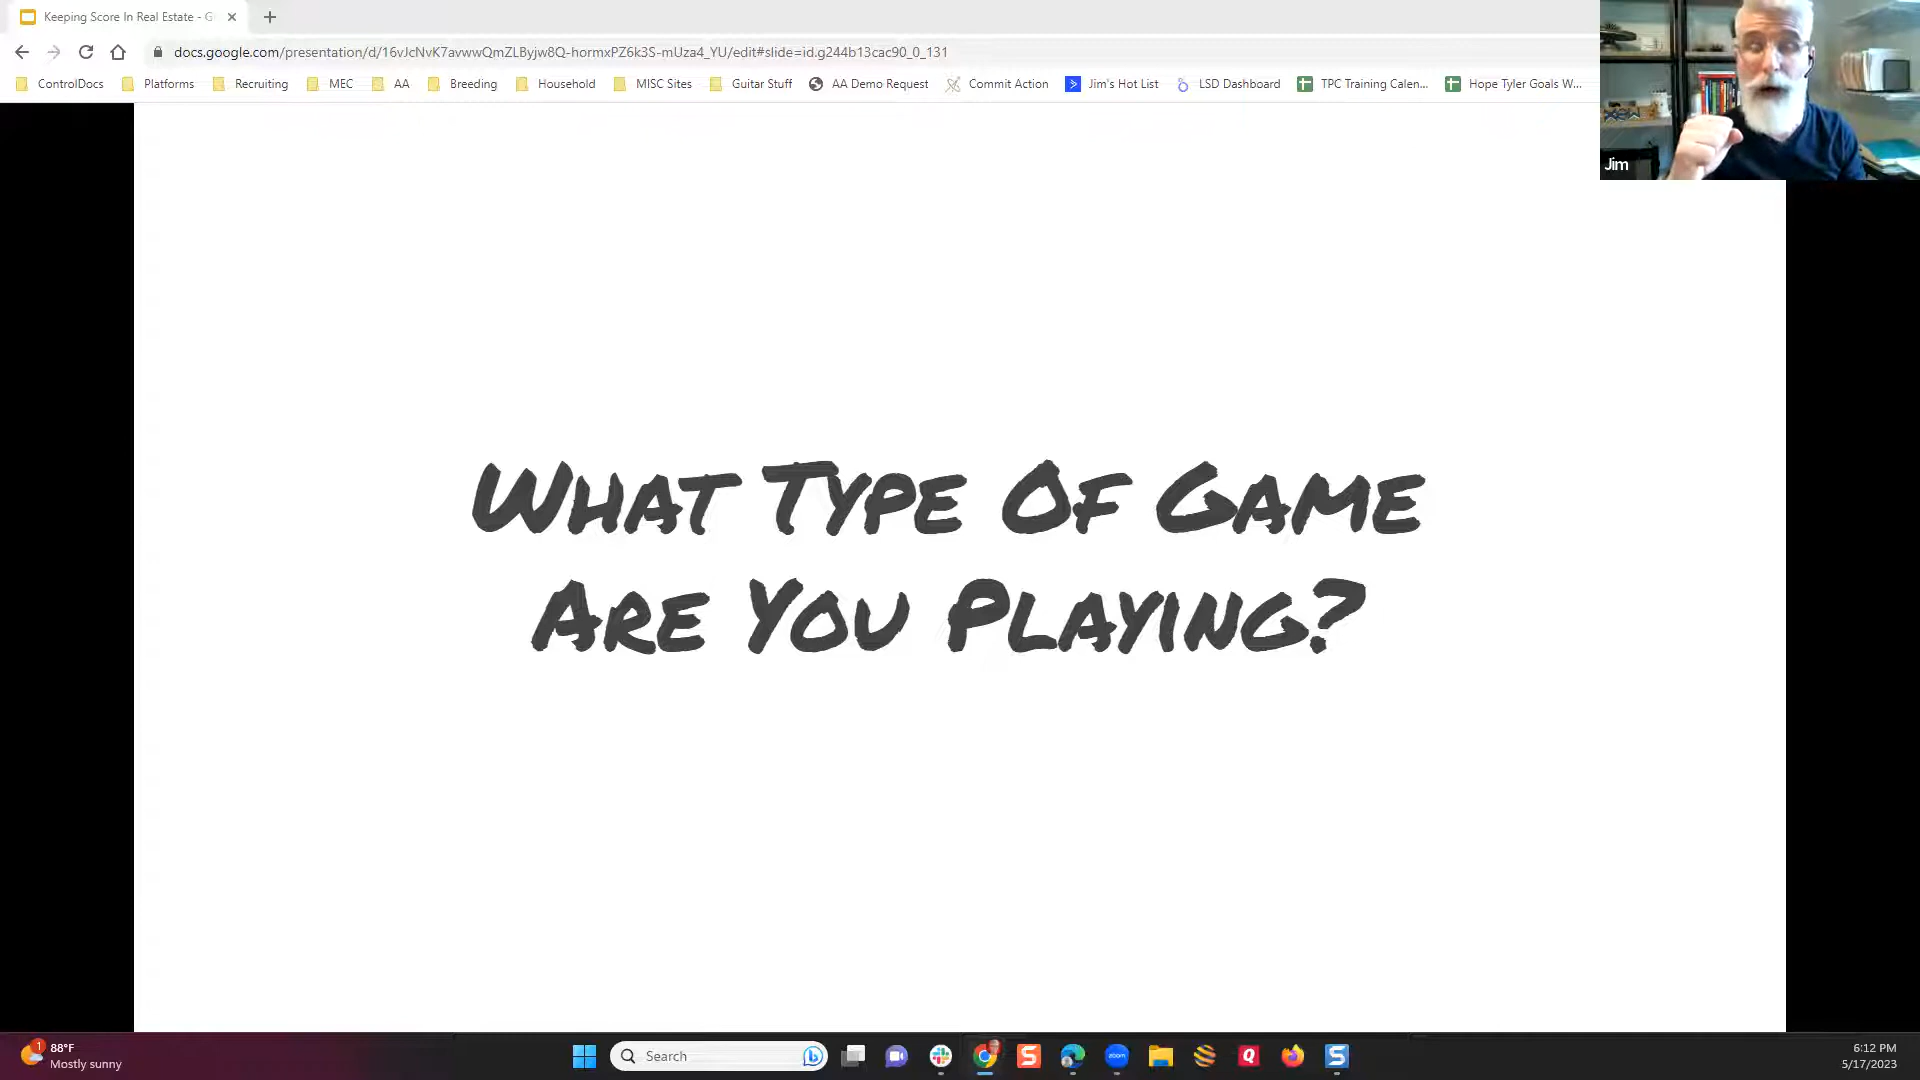 Keeping Score In Real Estate - G
docs.google.com/presentation/d/16vJcNvK7avwwQmZLByjw8Q-hormxPZ6k3S-mUza4_YU/edit#slide=id.g244b13cac90_0_131
ControlDocs Platforms Recruiting MEC AA Breeding Household MISC Sites Guitar Stuff AA Demo Request Commit Action Jim's Hot List LSD Dashboard TPC Training Calen... Hope Tyler Goals W...
Jim
What Type Of Game
Are You Playing?
1
88°F
Mostly sunny
Search
zoom
S
Q
S
6:12 PM
5/17/2023